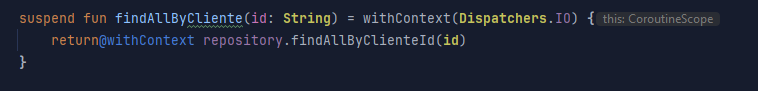 suspend fun findAllByCliente(id: String) = withContext(Dispatchers.IO) { this: CoroutineScope
    return@withContext repository.findAllByClienteId(id)
}